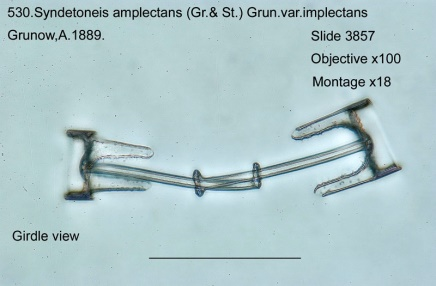 530.Syndetoneis amplectans (Gr.& St.) Grun.var.implectans
Grunow,A.1889.
Slide 3857
Objective x100
Montage x18
Girdle view